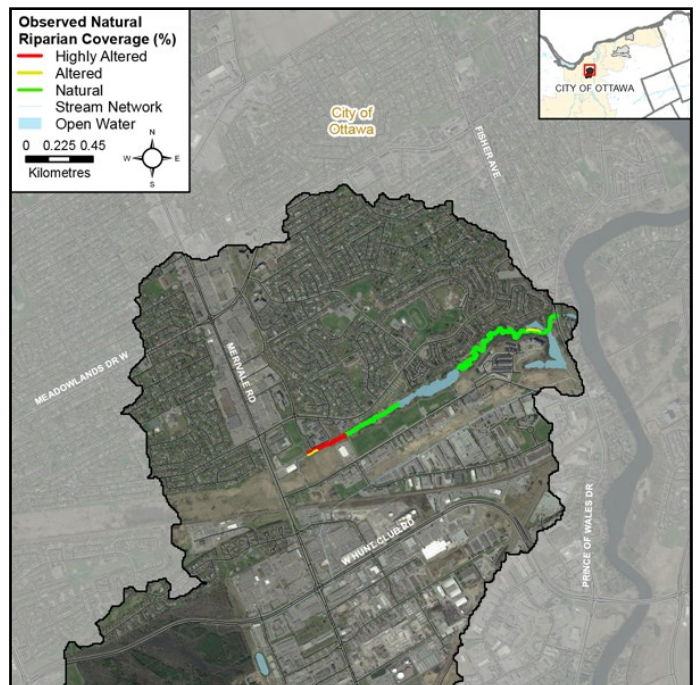 Observed Natural
Riparian Coverage (%)
Highly Altered
Altered
Natural
Stream Network
Open Water
0 0.225 0.45
Kilometres
N
W E
S
CITY OF OTTAWA
City of
Ottawa
FISHER AVE
MEADOWLANDS DR W
MERIVALE RD
W HUNT CLUB RD
PRINCE OF WALES DR